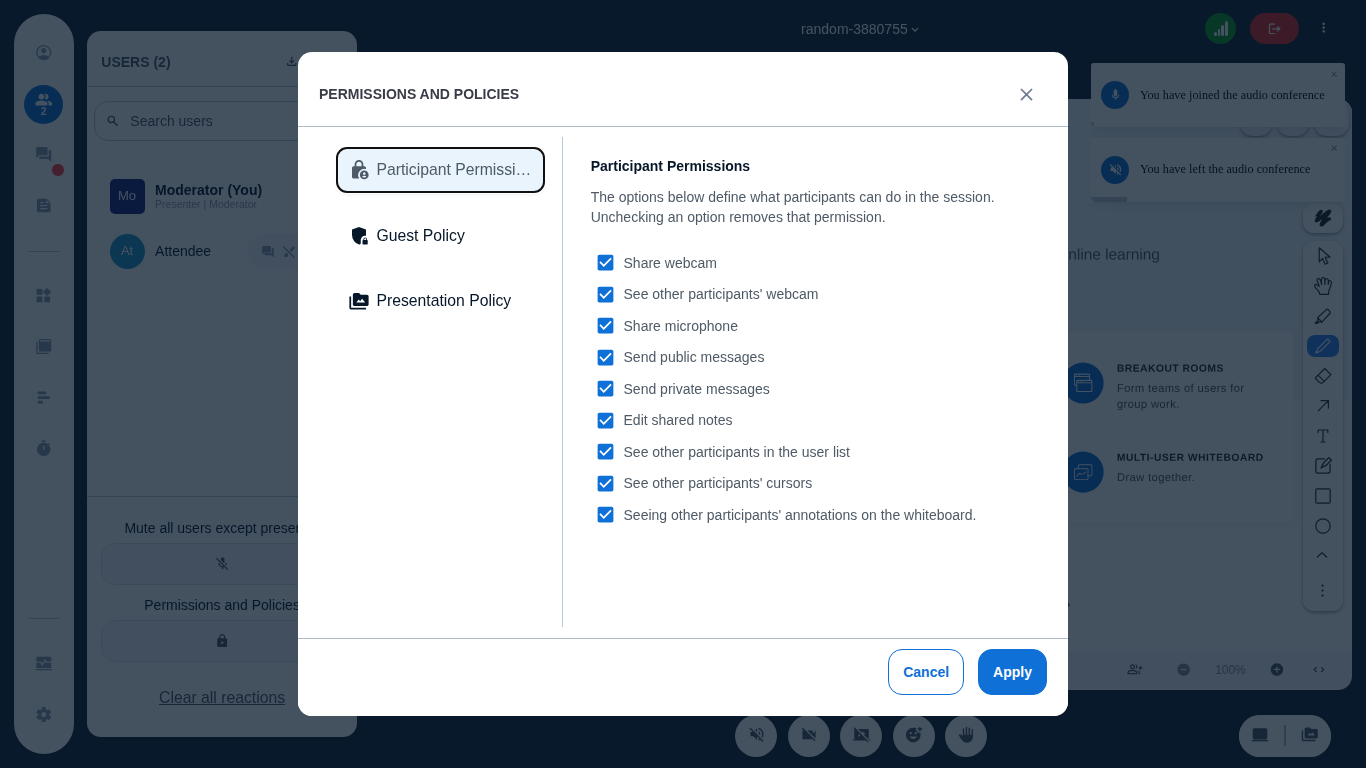 random-3880755
USERS (2)
2
Search users
Mo
Moderator (You)
Presenter | Moderator
At
Attendee
Mute all users except presen
Permissions and Policies
Clear all reactions
PERMISSIONS AND POLICIES
Participant Permissi…
Guest Policy
Presentation Policy
Participant Permissions
The options below define what participants can do in the session.
Unchecking an option removes that permission.
Share webcam
See other participants' webcam
Share microphone
Send public messages
Send private messages
Edit shared notes
See other participants in the user list
See other participants' cursors
Seeing other participants' annotations on the whiteboard.
Cancel
Apply
You have joined the audio conference
You have left the audio conference
nline learning
BREAKOUT ROOMS
Form teams of users for
group work.
MULTI-USER WHITEBOARD
Draw together.
100%